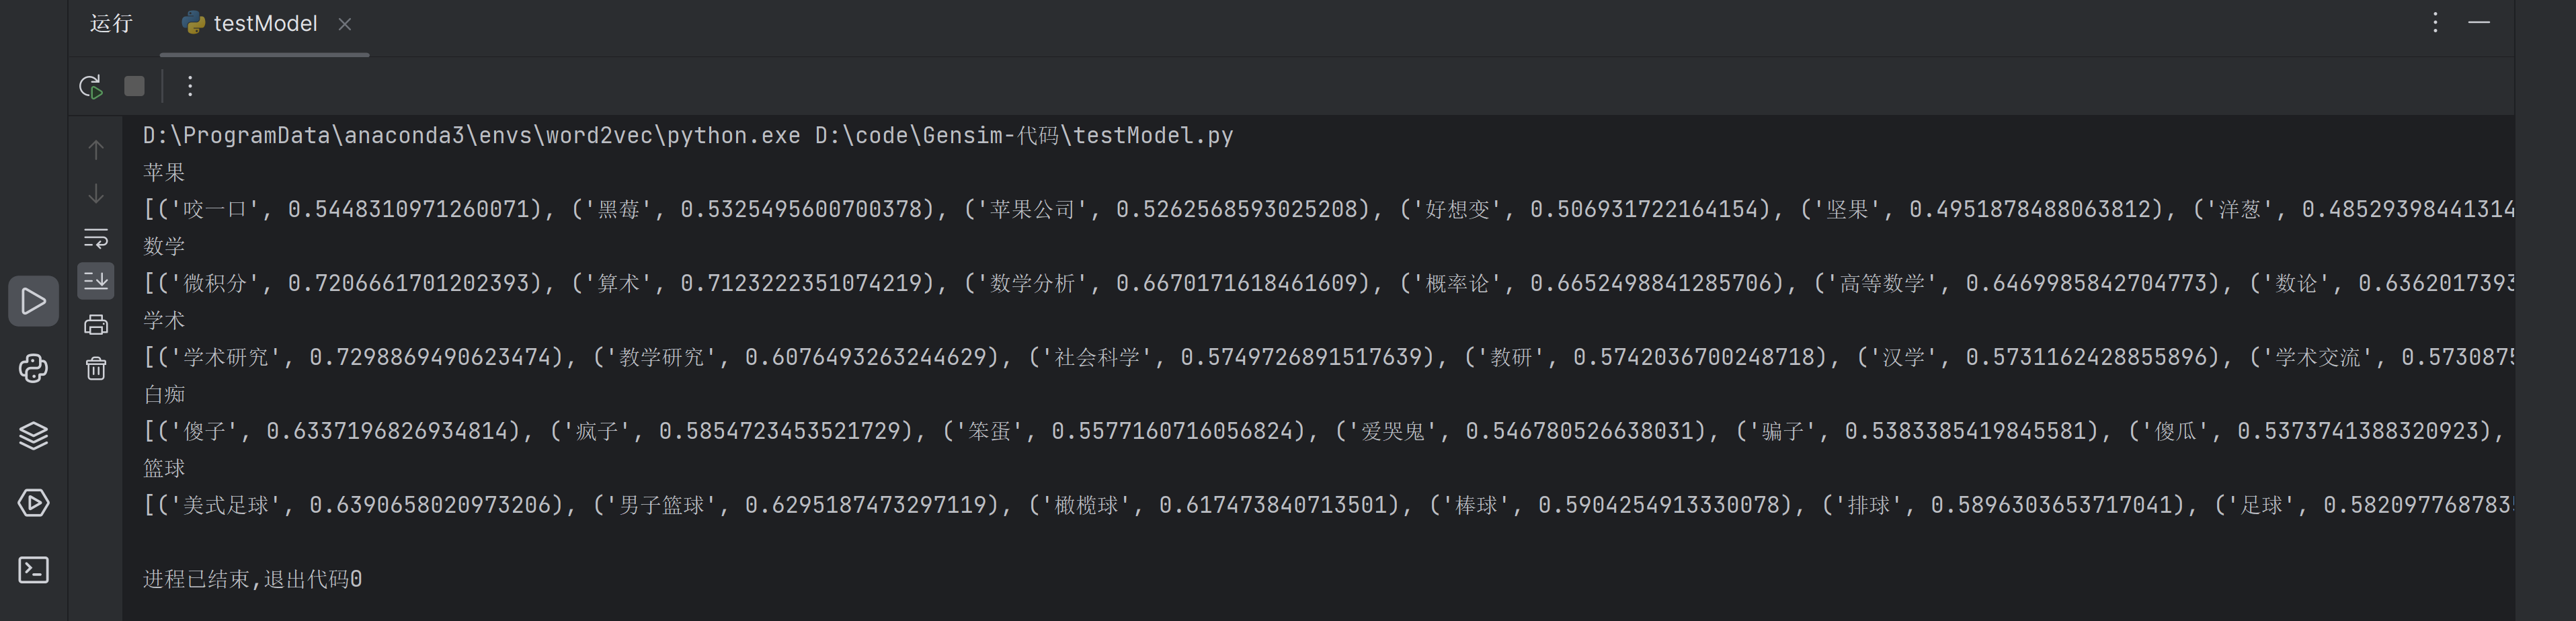 运行 testModel
D:\ProgramData\anaconda3\envs\word2vec\python.exe D:\code\Gensim-代码\testModel.py
苹果
[('咬一口', 0.5448310971260071), ('黑莓', 0.5325495600700378), ('苹果公司', 0.5262568593025208), ('好想变', 0.506931722164154), ('坚果', 0.4951878488063812), ('洋葱', 0.48529398441314
数学
[('微积分', 0.7206661701202393), ('算术', 0.7123222351074219), ('数学分析', 0.6670171618461609), ('概率论', 0.6652498841285706), ('高等数学', 0.6469985842704773), ('数论', 0.6362017393
学术
[('学术研究', 0.7298869490623474), ('教学研究', 0.6076493263244629), ('社会科学', 0.5749726891517639), ('教研', 0.5742036700248718), ('汉学', 0.5731162428855896), ('学术交流', 0.5730875
白痴
[('傻子', 0.6337196826934814), ('疯子', 0.5854723453521729), ('笨蛋', 0.5577160716056824), ('爱哭鬼', 0.546780526638031), ('骗子', 0.5383385419845581), ('傻瓜', 0.5373741388320923),
篮球
[('美式足球', 0.6390658020973206), ('男子篮球', 0.6295187473297119), ('橄榄球', 0.617473840713501), ('棒球', 0.5904254913330078), ('排球', 0.5896303653717041), ('足球', 0.582097768783
进程已结束,退出代码0